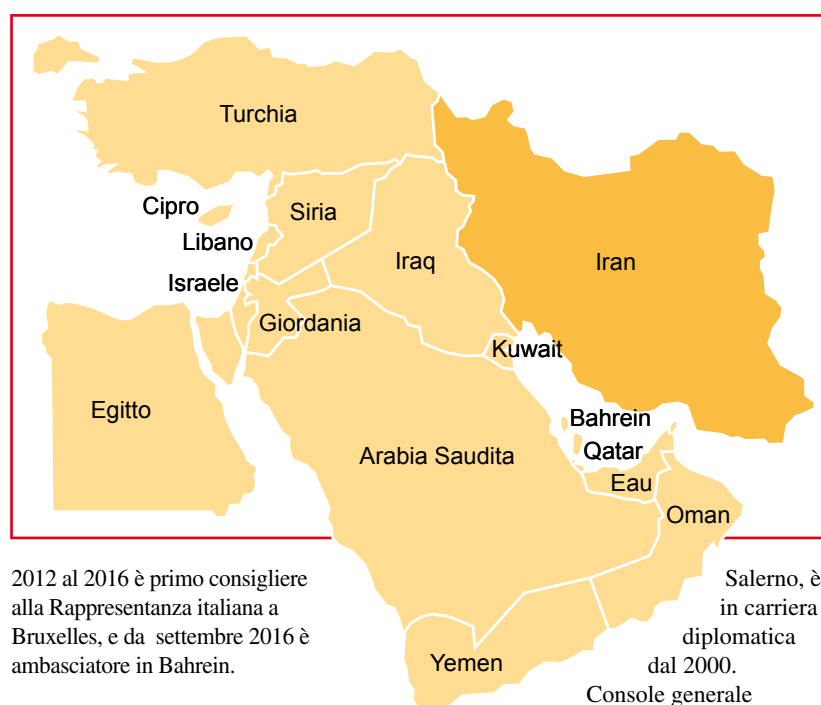 Turchia
Cipro
Siria
Libano
Iraq
Iran
Israele
Giordania
Kuwait
Egitto
Bahrein
Arabia Saudita
Qatar
Eau
Oman
Yemen
2012 al 2016 è primo consigliere
alla Rappresentanza italiana a
Bruxelles, e da settembre 2016 è
ambasciatore in Bahrein.
Salerno, è
in carriera
diplomatica
dal 2000.
Console generale